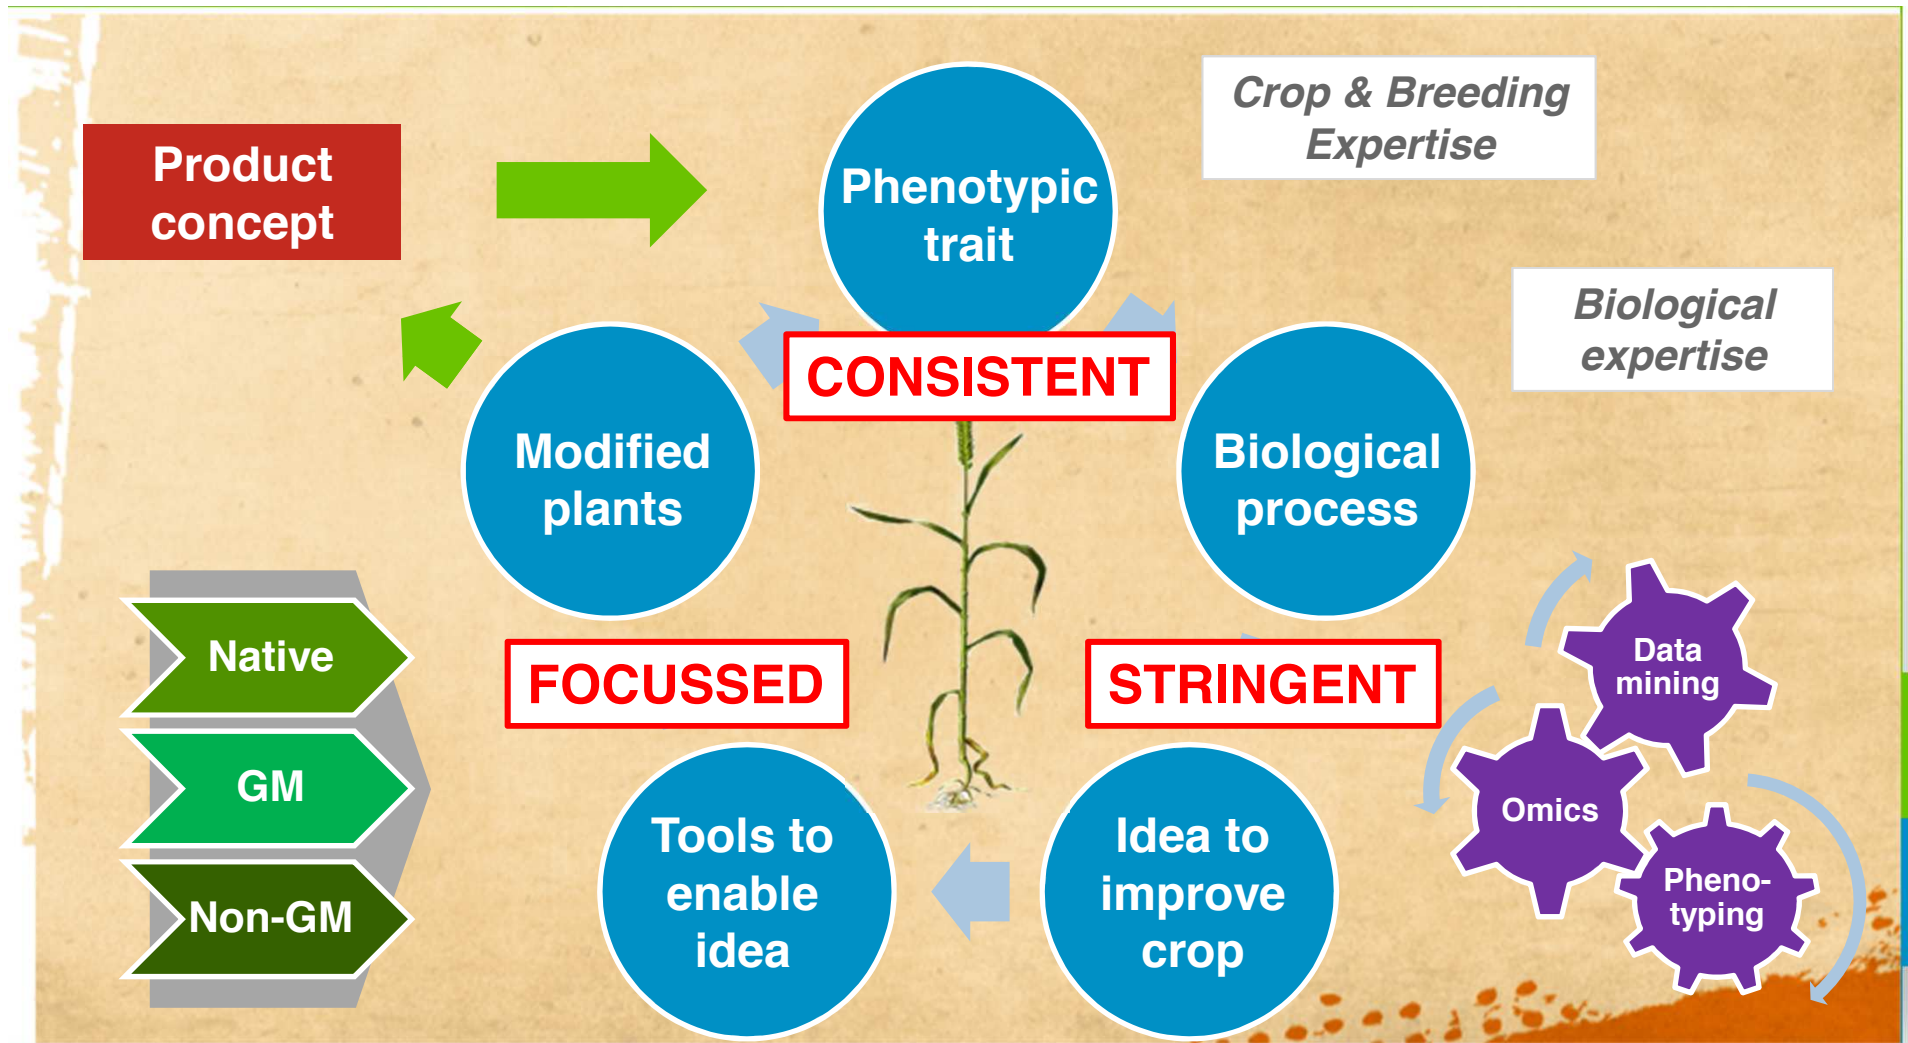 Product
concept
Phenotypic
trait
Crop & Breeding
Expertise
Biological
expertise
CONSISTENT
Modified
plants
Biological
process
Native
GM
Non-GM
FOCUSSED
STRINGENT
Data
mining
Omics
Pheno-
typing
Tools to
enable
idea
Idea to
improve
crop